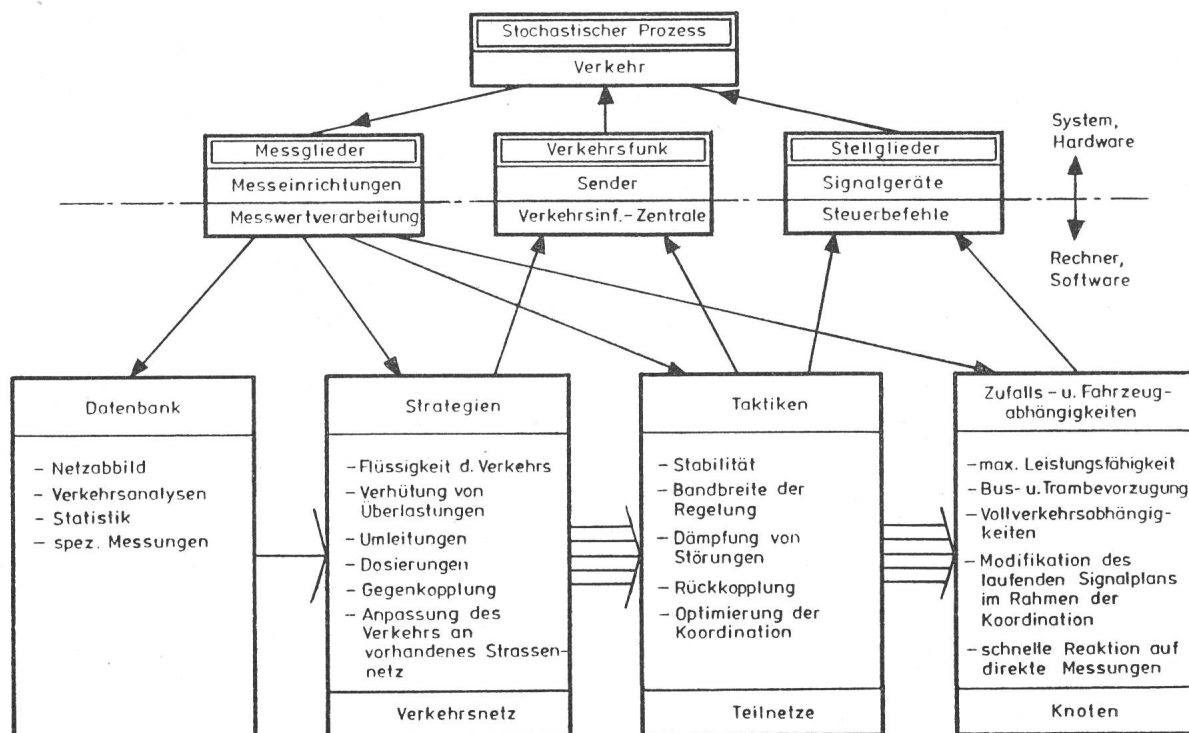 Stochastischer Prozess
Verkehr
Messglieder
Messeinrichtungen
Messwertverarbeitung
Verkehrsfunk
Sender
Verkehrsinf.-Zentrale
Stellglieder
Signalgeräte
Steuerbefehle
System,
Hardware
Rechner,
Software
Datenbank
- Netzabbild
- Verkehrsanalysen
- Statistik
- spez. Messungen
Strategien
- Flüssigkeit d. Verkehrs
- Verhütung von
Überlastungen
- Umleitungen
- Dosierungen
- Gegenkopplung
- Anpassung des
Verkehrs an
vorhandenes Strassen-
netz
Verkehrsnetz
Taktiken
- Stabilität
- Bandbreite der
Regelung
- Dämpfung von
Störungen
- Rückkopplung
- Optimierung der
Koordination
Teilnetze
Zufalls- u. Fahrzeug-
abhängigkeiten
- max. Leistungsfähigkeit
- Bus- u. Trambevorzugung
- Vollverkehrsabhängig-
keiten
- Modifikation des
laufenden Signalplans
im Rahmen der
Koordination
- schnelle Reaktion auf
direkte Messungen
Knoten